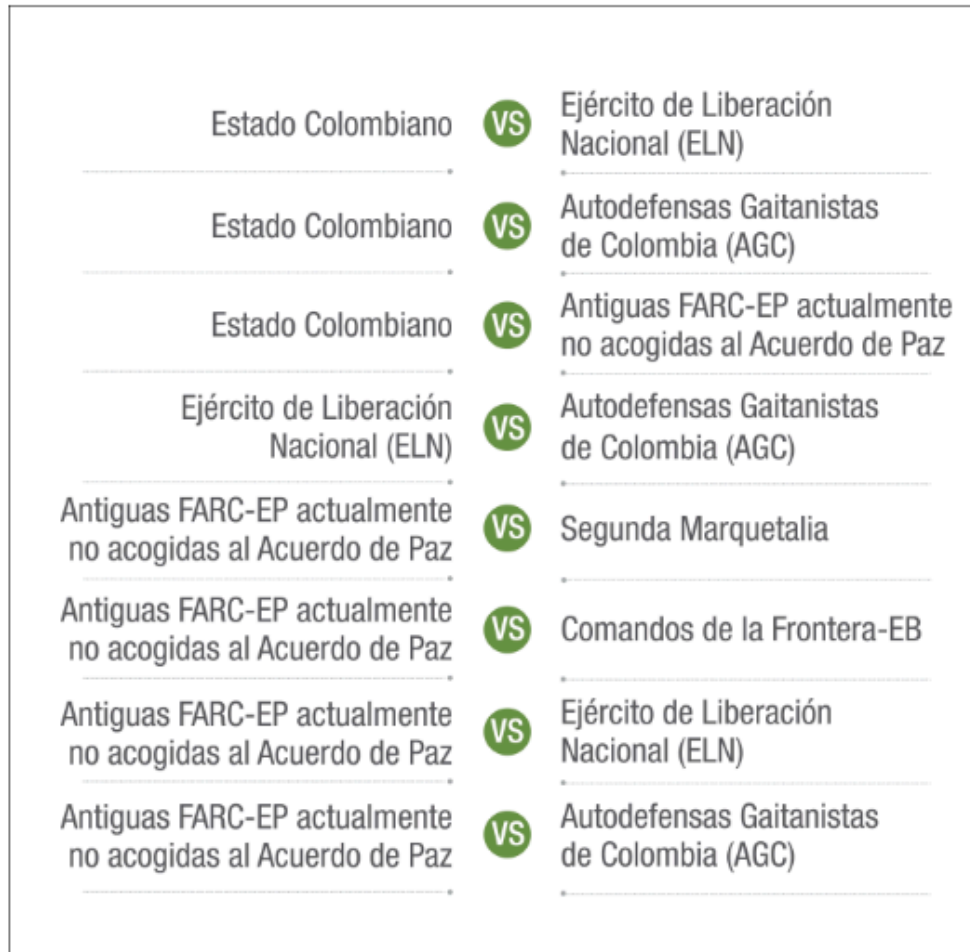 Estado Colombiano VS Ejército de Liberación
Nacional (ELN)
Estado Colombiano VS Autodefensas Gaitanistas
de Colombia (AGC)
Estado Colombiano VS Antiguas FARC-EP actualmente
no acogidas al Acuerdo de Paz
Ejército de Liberación
Nacional (ELN)
VS
Autodefensas Gaitanistas
de Colombia (AGC)
Antiguas FARC-EP actualmente
no acogidas al Acuerdo de Paz
VS
Segunda Marquetalia
Antiguas FARC-EP actualmente
no acogidas al Acuerdo de Paz
VS
Comandos de la Frontera-EB
Antiguas FARC-EP actualmente
no acogidas al Acuerdo de Paz
VS
Ejército de Liberación
Nacional (ELN)
Antiguas FARC-EP actualmente
no acogidas al Acuerdo de Paz
VS
Autodefensas Gaitanistas
de Colombia (AGC)